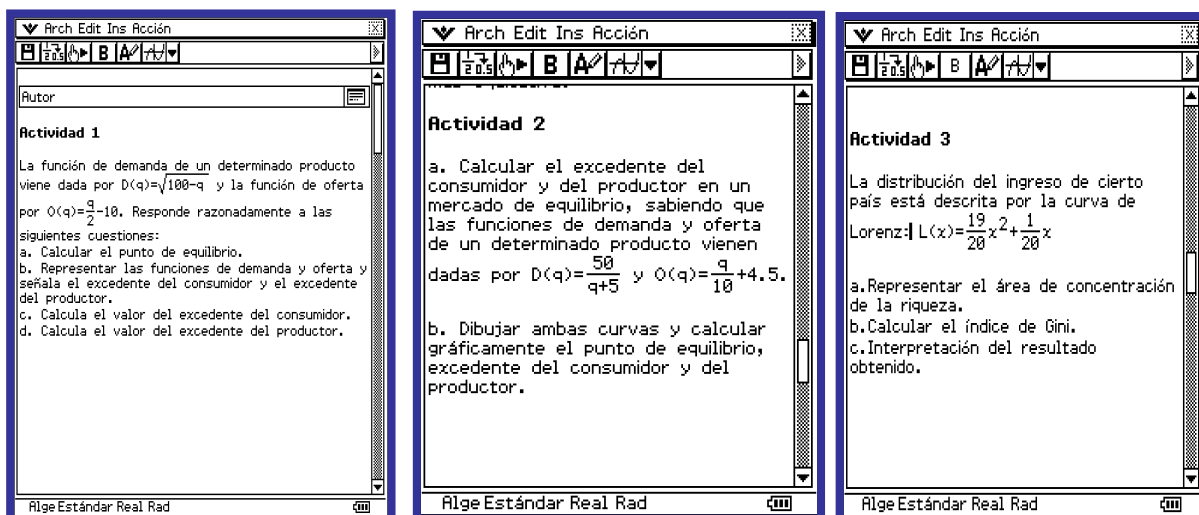 Arch Edit Ins Acción
B
Autor
Actividad 1
La función de demanda de un determinado producto
viene dada por D(q)=√100-q y la función de oferta
por O(q)=q/2-10. Responde razonadamente a las
siguientes cuestiones:
a. Calcular el punto de equilibrio.
b. Representar las funciones de demanda y oferta y
señala el excedente del consumidor y el excedente
del productor.
c. Calcula el valor del excedente del consumidor.
d. Calcula el valor del excedente del productor.
Alge Estándar Real Rad
Arch Edit Ins Acción
B
Actividad 2
a. Calcular el excedente del
consumidor y del productor en un
mercado de equilibrio, sabiendo que
las funciones de demanda y oferta
de un determinado producto vienen
dadas por D(q)=50/q+5 y O(q)=q/10+4.5.
b. Dibujar ambas curvas y calcular
gráficamente el punto de equilibrio,
excedente del consumidor y del
productor.
Alge Estándar Real Rad
Arch Edit Ins Acción
B
Actividad 3
La distribución del ingreso de cierto
país está descrita por la curva de
Lorenz: L(x)=19/20x²+1/20x
a.Representar el área de concentración
de la riqueza.
b.Calcular el índice de Gini.
c.Interpretación del resultado
obtenido.
Alge Estándar Real Rad